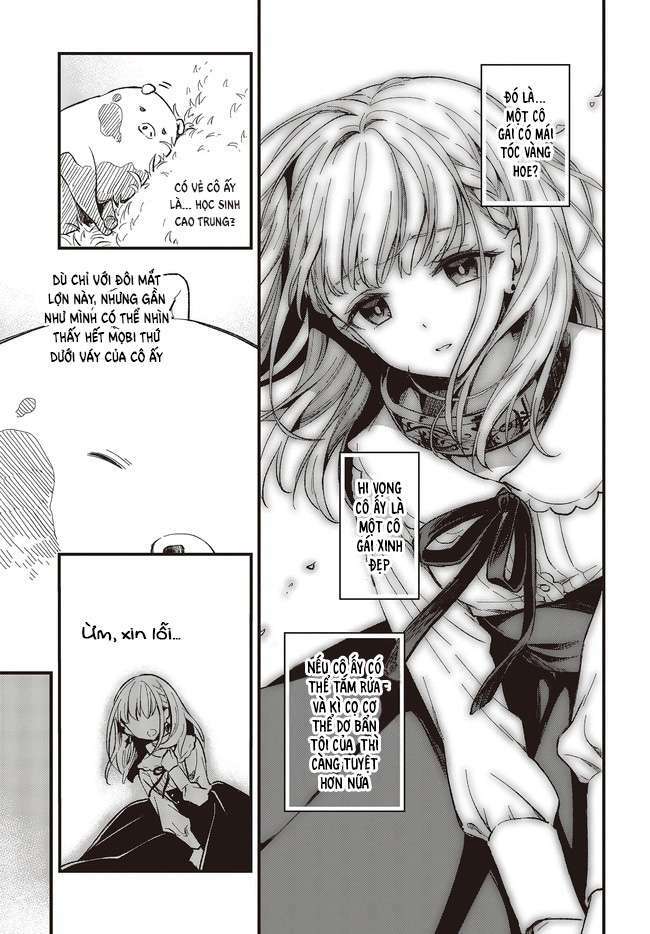 ĐÓ LÀ...
MỘT CÔ
GÁI CÓ MÁI
TÓC VÀNG
HOE?
HI VỌNG
CÔ ẤY LÀ
MỘT CÔ
GÁI XINH
ĐẸP
NẾU CÔ ẤY CÓ
THỂ TẮM RỬA
VÀ KÌ CỌ CƠ
THỂ DƠ BẨN
TÔI CỦA THÌ
CÀNG TUYỆT
HƠN NỮA
CÓ VẺ CÔ ẤY
LÀ... HỌC SINH
CAO TRUNG?
DÙ CHỈ VỚI ĐÔI MẮT
LỢN NÀY, NHƯNG GẦN
NHƯ MÌNH CÓ THỂ NHÌN
THẤY HẾT MỌBI THỨ
DƯỚI VÁY CỦA CÔ ẤY
Ừm, xin lỗi...